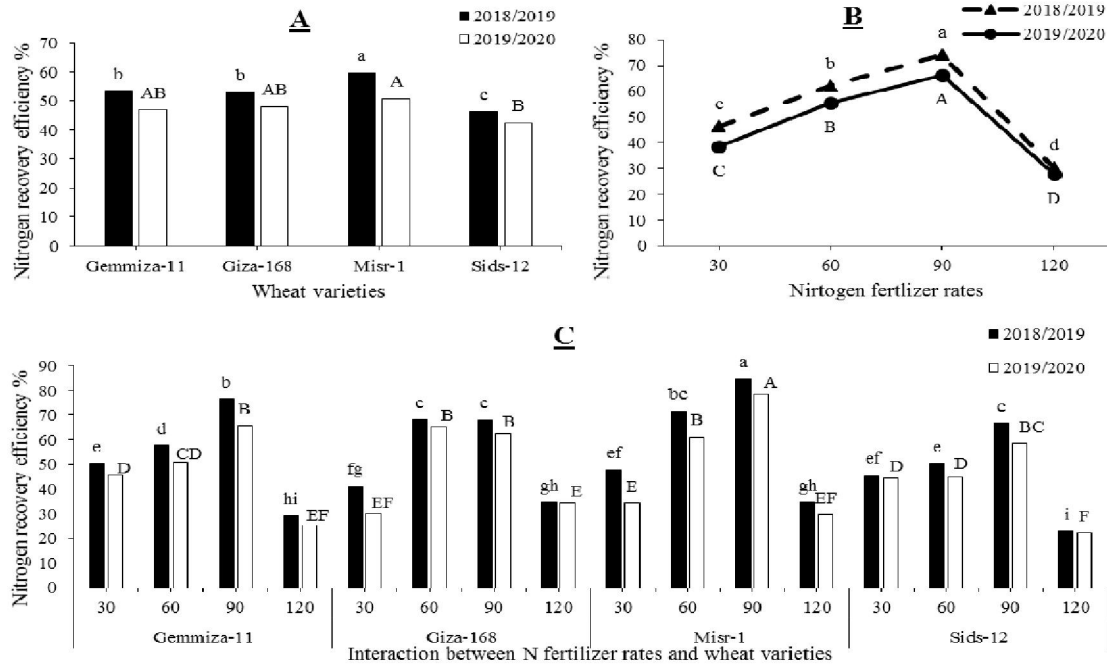 A
2018/2019
2019/2020
Nitrogen recovery efficiency %
70
60
50
40
30
20
10
0
b
AB
b
AB
a
A
c
B
Gemmiza-11 Giza-168 Misr-1 Sids-12
Wheat varieties
B
2018/2019
2019/2020
Nitrogen recovery efficiency %
80
70
60
50
40
30
20
10
0
c
b
a
d
C
B
A
D
30 60 90 120
Nirtogen fertlizer rates
C
2018/2019
2019/2020
Nitrogen recovery efficiency %
90
80
70
60
50
40
30
20
10
0
e
D
d
CD
b
B
hi
EF
fg
EF
c
B
c
B
gh
E
ef
E
bc
B
a
A
gh
EF
ef
D
e
D
c
BC
i
F
30 60 90 120 30 60 90 120 30 60 90 120 30 60 90 120
Gemmiza-11 Giza-168 Misr-1 Sids-12
Interaction between N fertilizer rates and wheat varieties